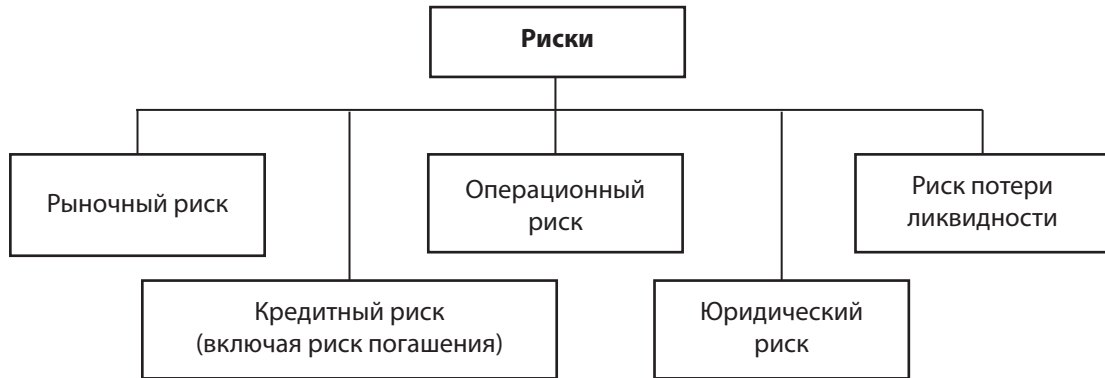 Риски
Рыночный риск
Операционный
риск
Риск потери
ликвидности
Кредитный риск
(включая риск погашения)
Юридический
риск